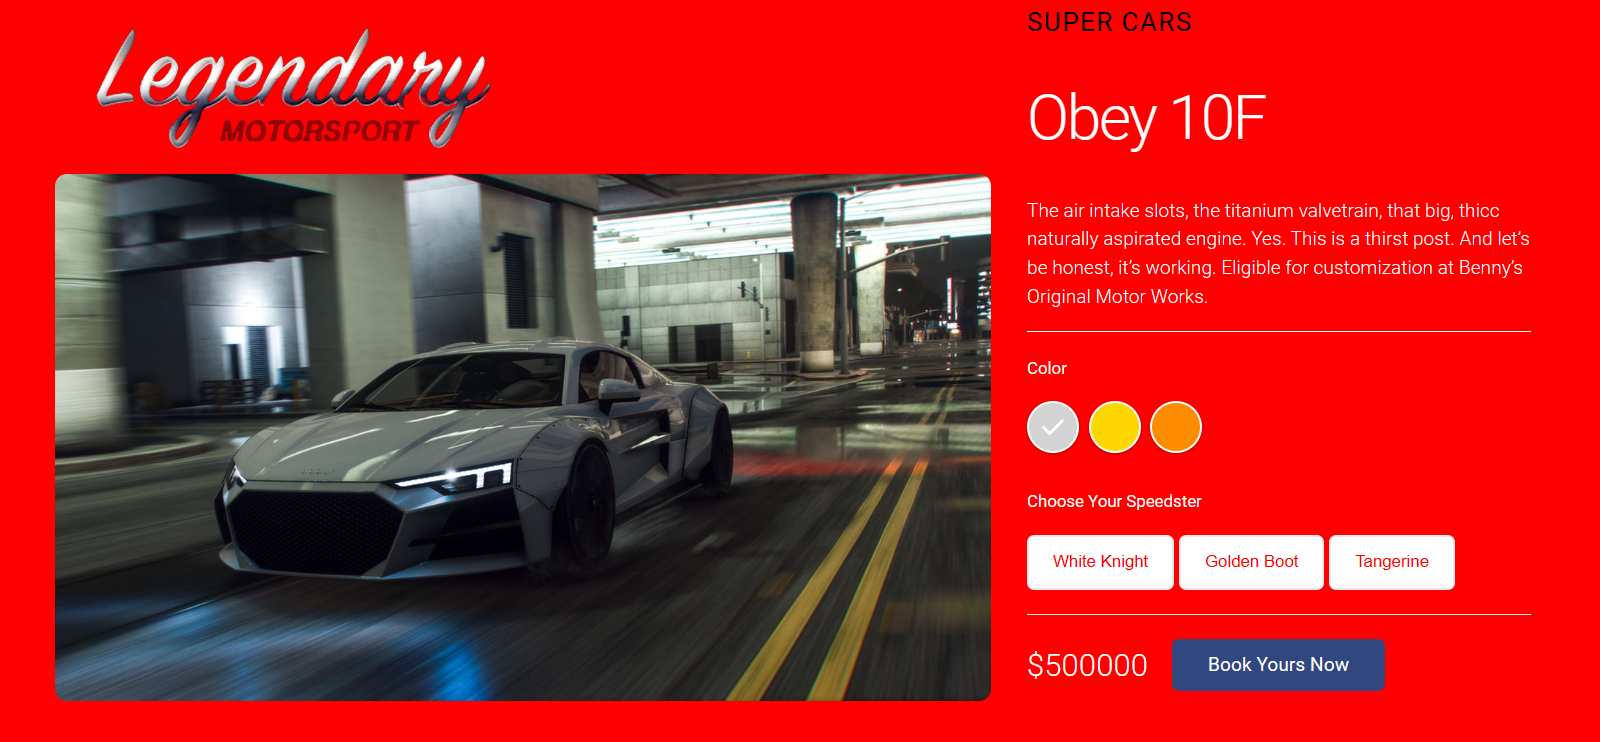 Legendary
MOTORSPORT
SUPER CARS
Obey 10F
The air intake slots, the titanium valvetrain, that big, thicc
naturally aspirated engine. Yes. This is a thirst post. And let’s
be honest, it’s working. Eligible for customization at Benny’s
Original Motor Works.
Color
Choose Your Speedster
White Knight Golden Boot Tangerine
$500000 Book Yours Now